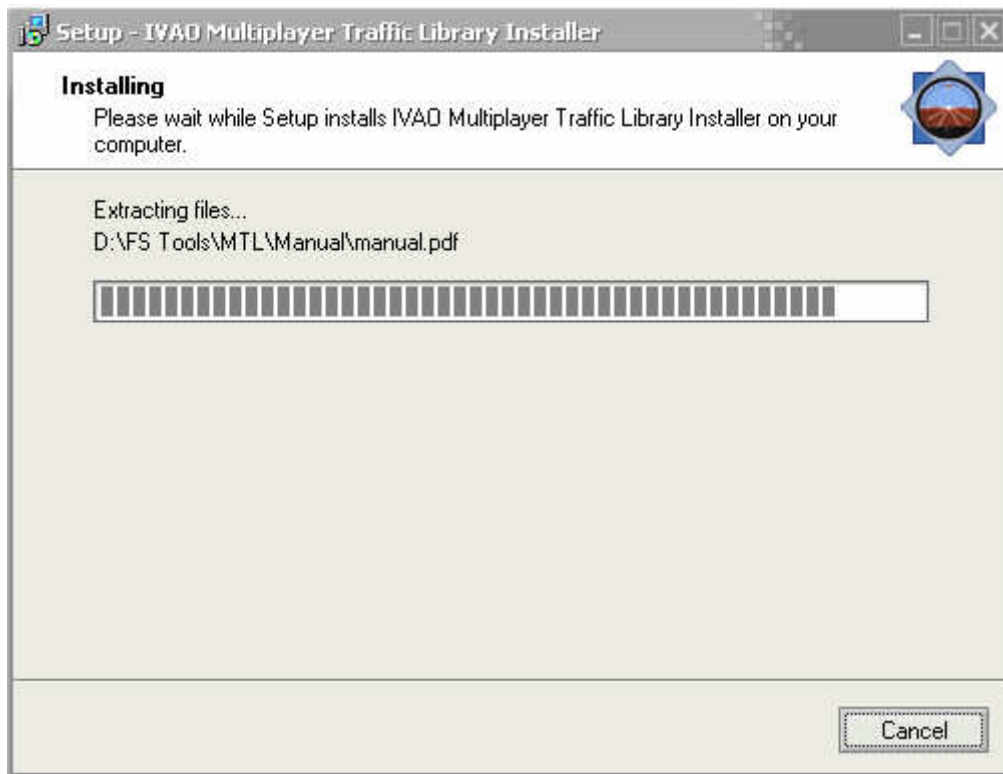 Setup - IVAO Multiplayer Traffic Library Installer
Installing
Please wait while Setup installs IVAO Multiplayer Traffic Library Installer on your
computer.
Extracting files...
D:\FS Tools\MTL\Manual\manual.pdf
Cancel